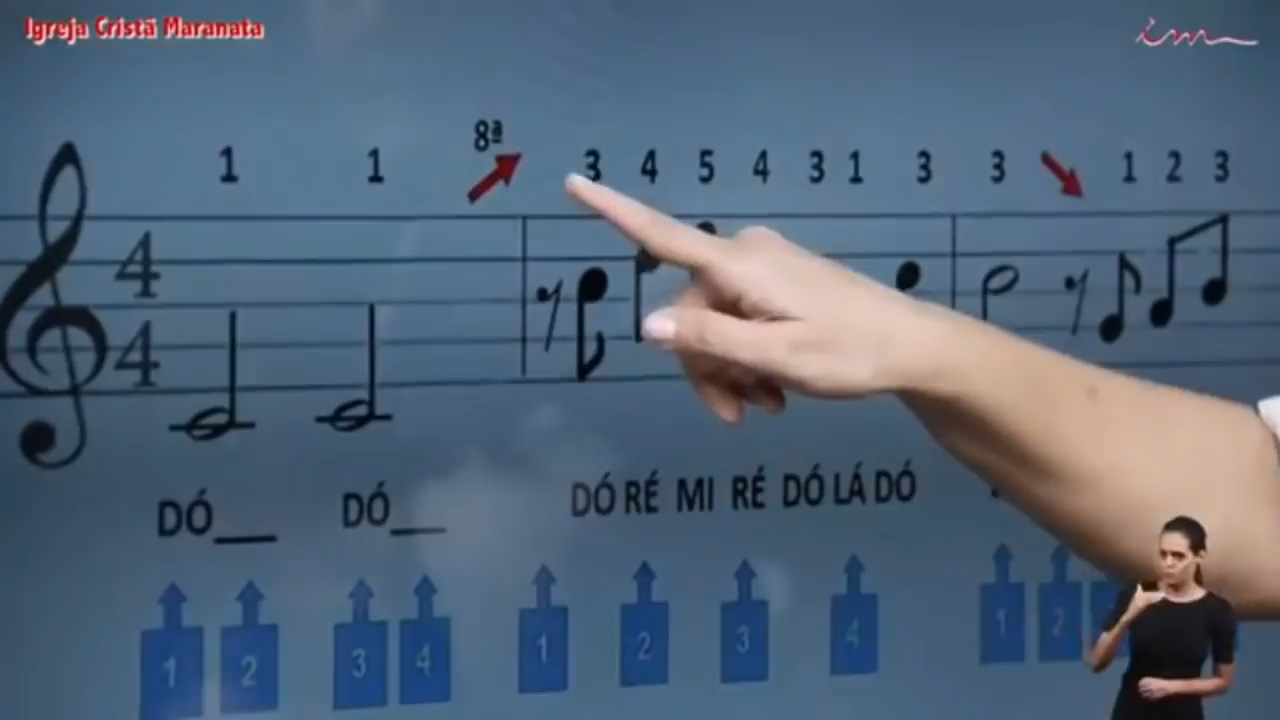 Igreja Cristã Maranata
im
8ª
1 1 3 4 5 4 3 1 3 3 1 2 3
4
4
DÓ__ DÓ__ DÓ RÉ MI RÉ DÓ LÁ DÓ
1 2 3 4 1 2 3 4 1 2